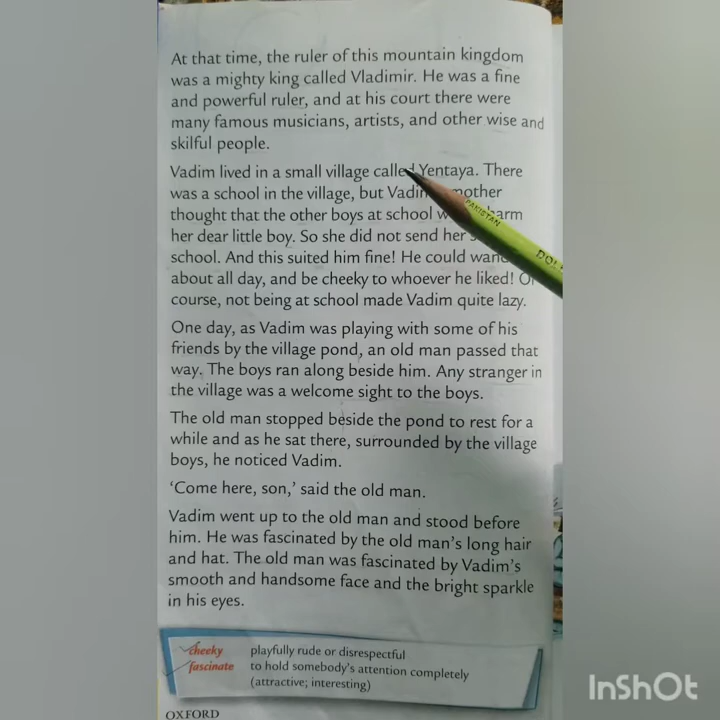 At that time, the ruler of this mountain kingdom
was a mighty king called Vladimir. He was a fine
and powerful ruler, and at his court there were
many famous musicians, artists, and other wise and
skilful people.
Vadim lived in a small village called Yentaya. There
was a school in the village, but mother
thought that the other boys at school
her dear little boy. So she did not send her
school. And this suited him fine! He could
about all day, and be cheeky to whoever he liked! Of
course, not being at school made Vadim quite lazy.
One day, as Vadim was playing with some of his
friends by the village pond, an old man passed that
way. The boys ran along beside him. Any stranger in
the village was a welcome sight to the boys.
The old man stopped beside the pond to rest for a
while and as he sat there, surrounded by the village
boys, he noticed Vadim.
‘Come here, son,’ said the old man.
Vadim went up to the old man and stood before
him. He was fascinated by the old man’s long hair
and hat. The old man was fascinated by Vadim’s
smooth and handsome face and the bright sparkle
in his eyes.
cheeky playfully rude or disrespectful
fascinate to hold somebody’s attention completely
(attractive; interesting)
OXFORD
PAKISTAN
InShOt